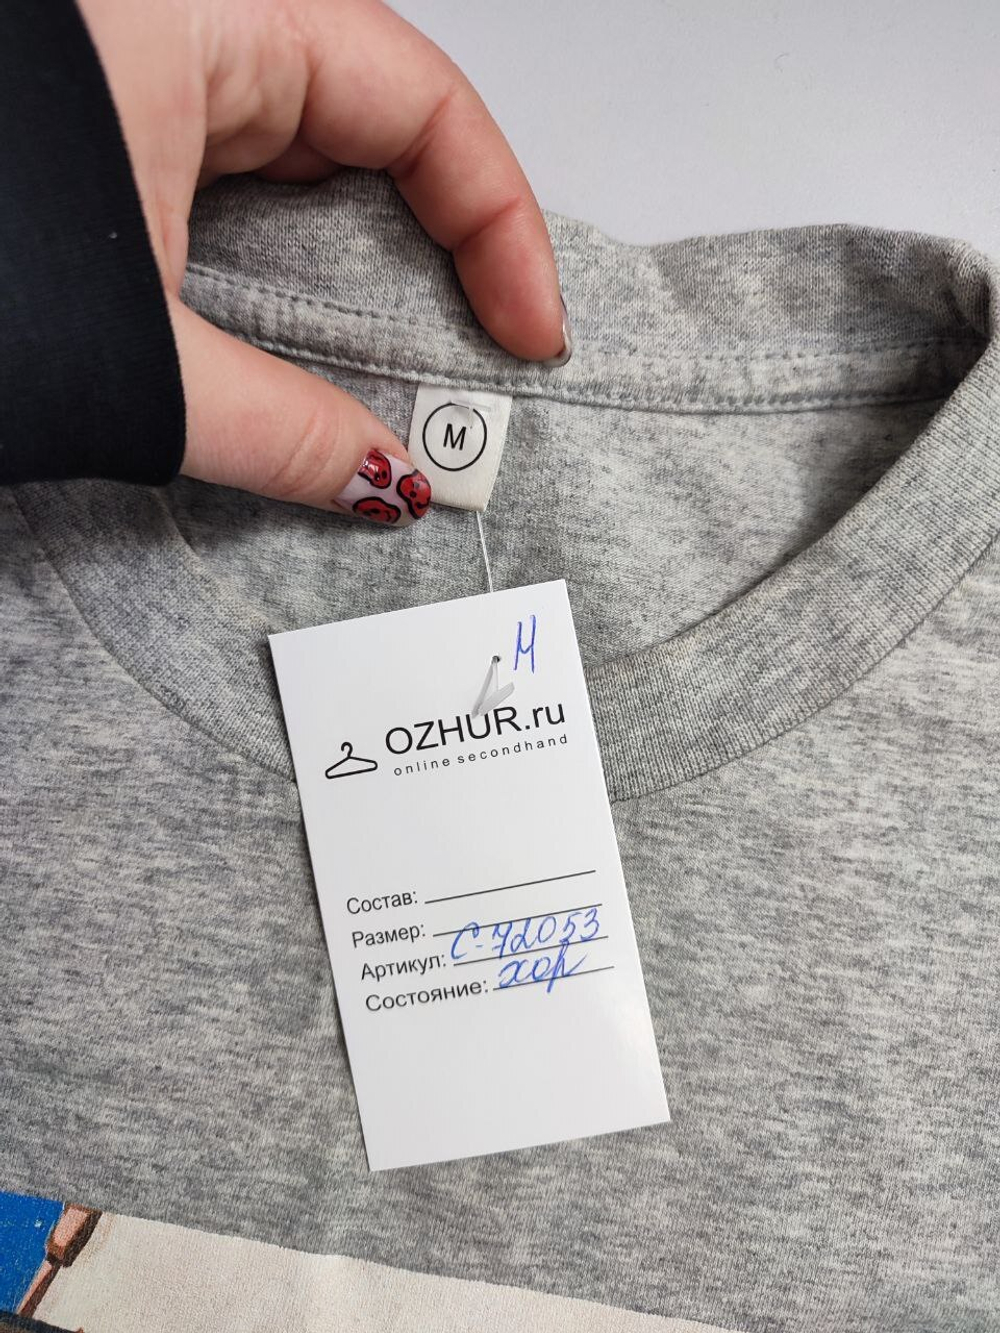 M
М
OZHUR.ru
online secondhand
Состав:
Размер:
Артикул: С-72053
Состояние: хор